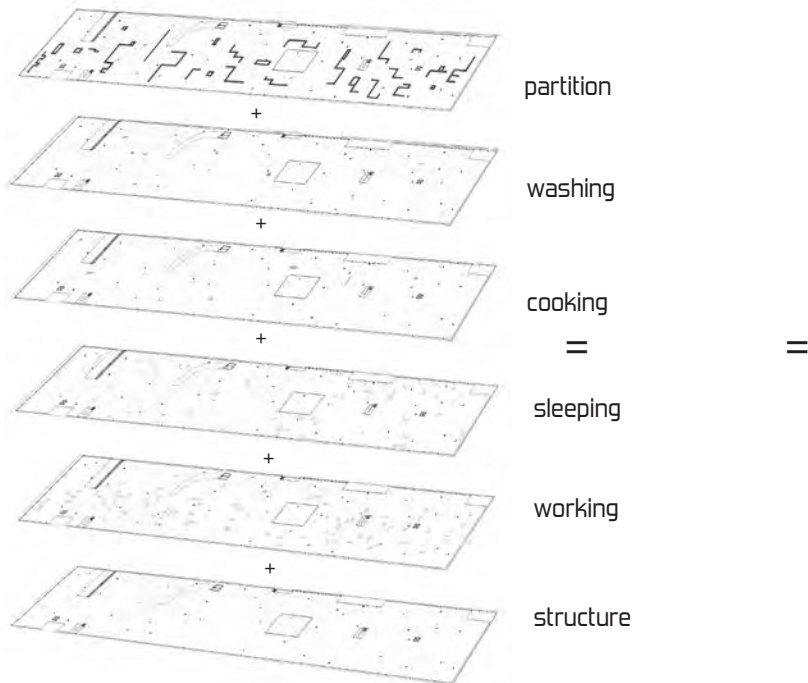 partition
+
washing
+
cooking
+
= =
sleeping
+
working
+
structure